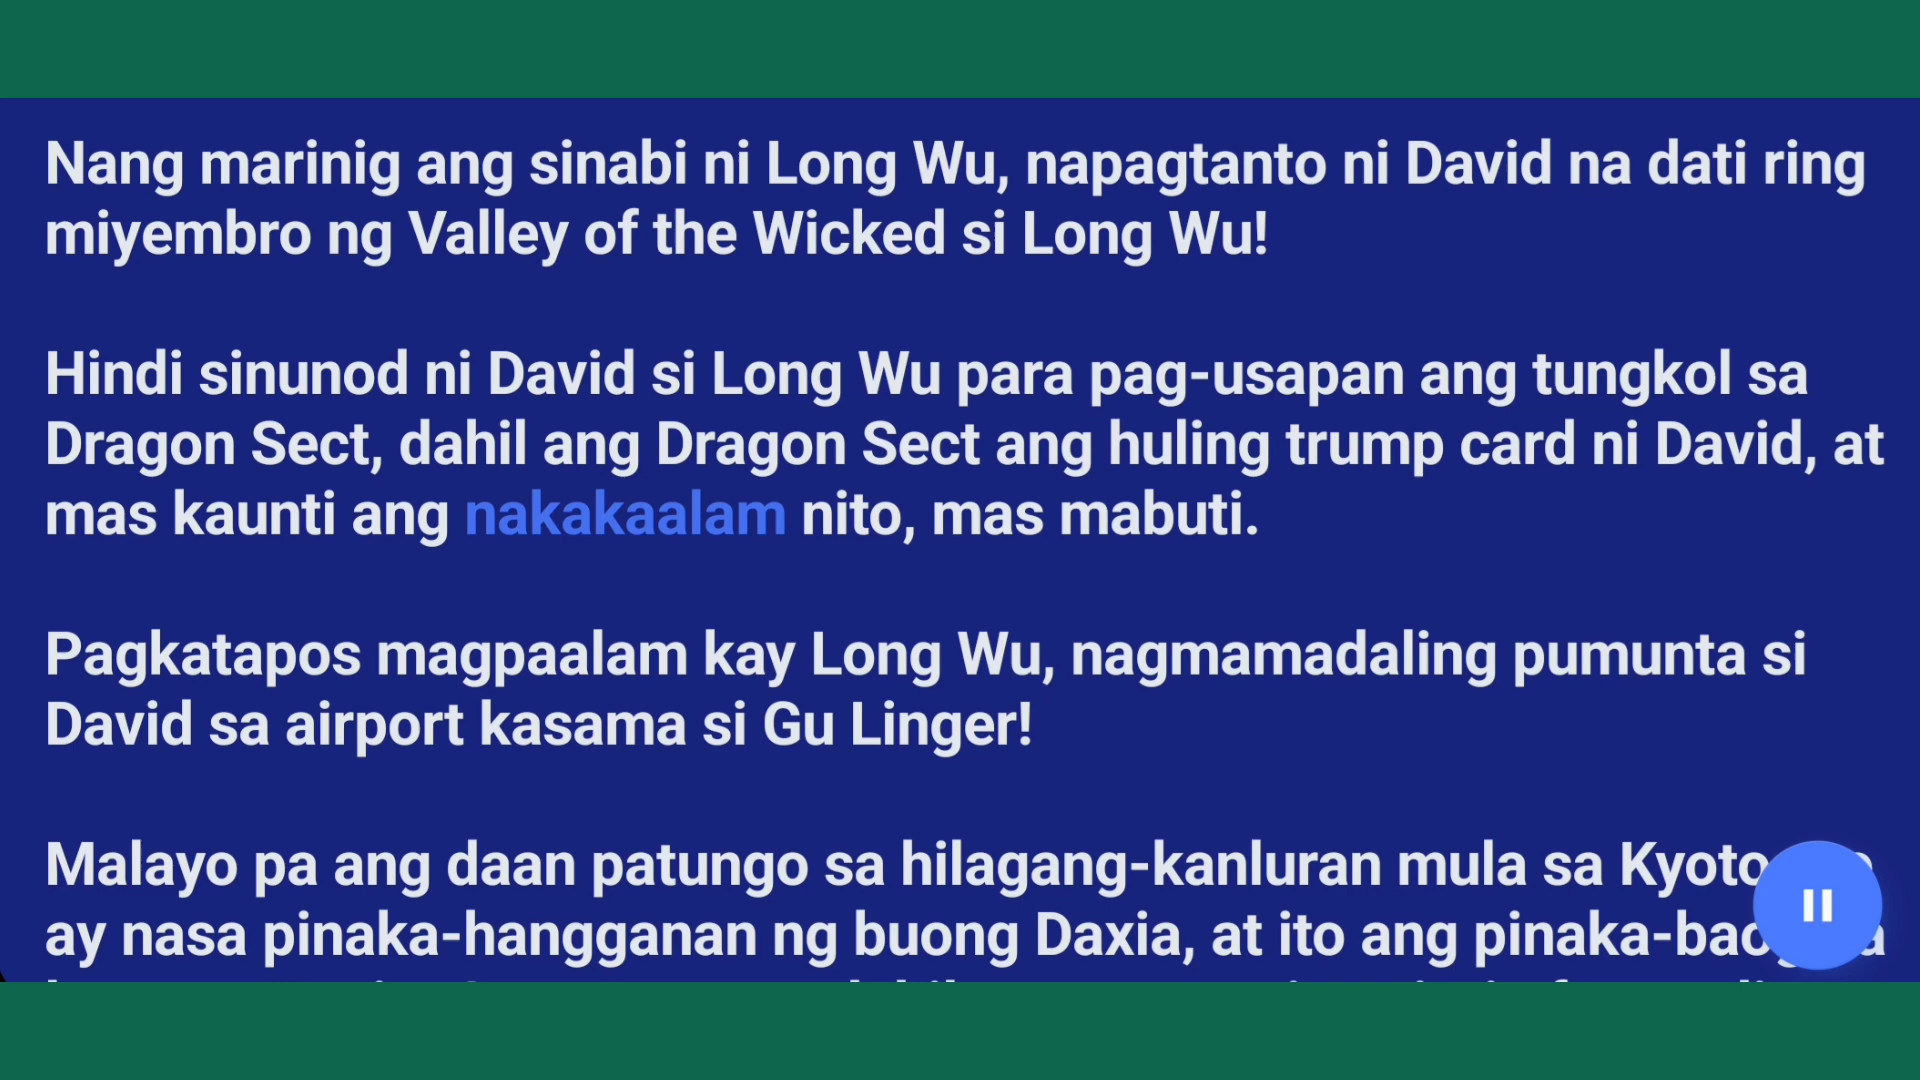 Nang marinig ang sinabi ni Long Wu, napagtanto ni David na dati ring
miyembro ng Valley of the Wicked si Long Wu!
Hindi sinunod ni David si Long Wu para pag-usapan ang tungkol sa
Dragon Sect, dahil ang Dragon Sect ang huling trump card ni David, at
mas kaunti ang nakakaalam nito, mas mabuti.
Pagkatapos magpaalam kay Long Wu, nagmamadaling pumunta si
David sa airport kasama si Gu Linger!
Malayo pa ang daan patungo sa hilagang-kanluran mula sa Kyoto
ay nasa pinaka-hangganan ng buong Daxia, at ito ang